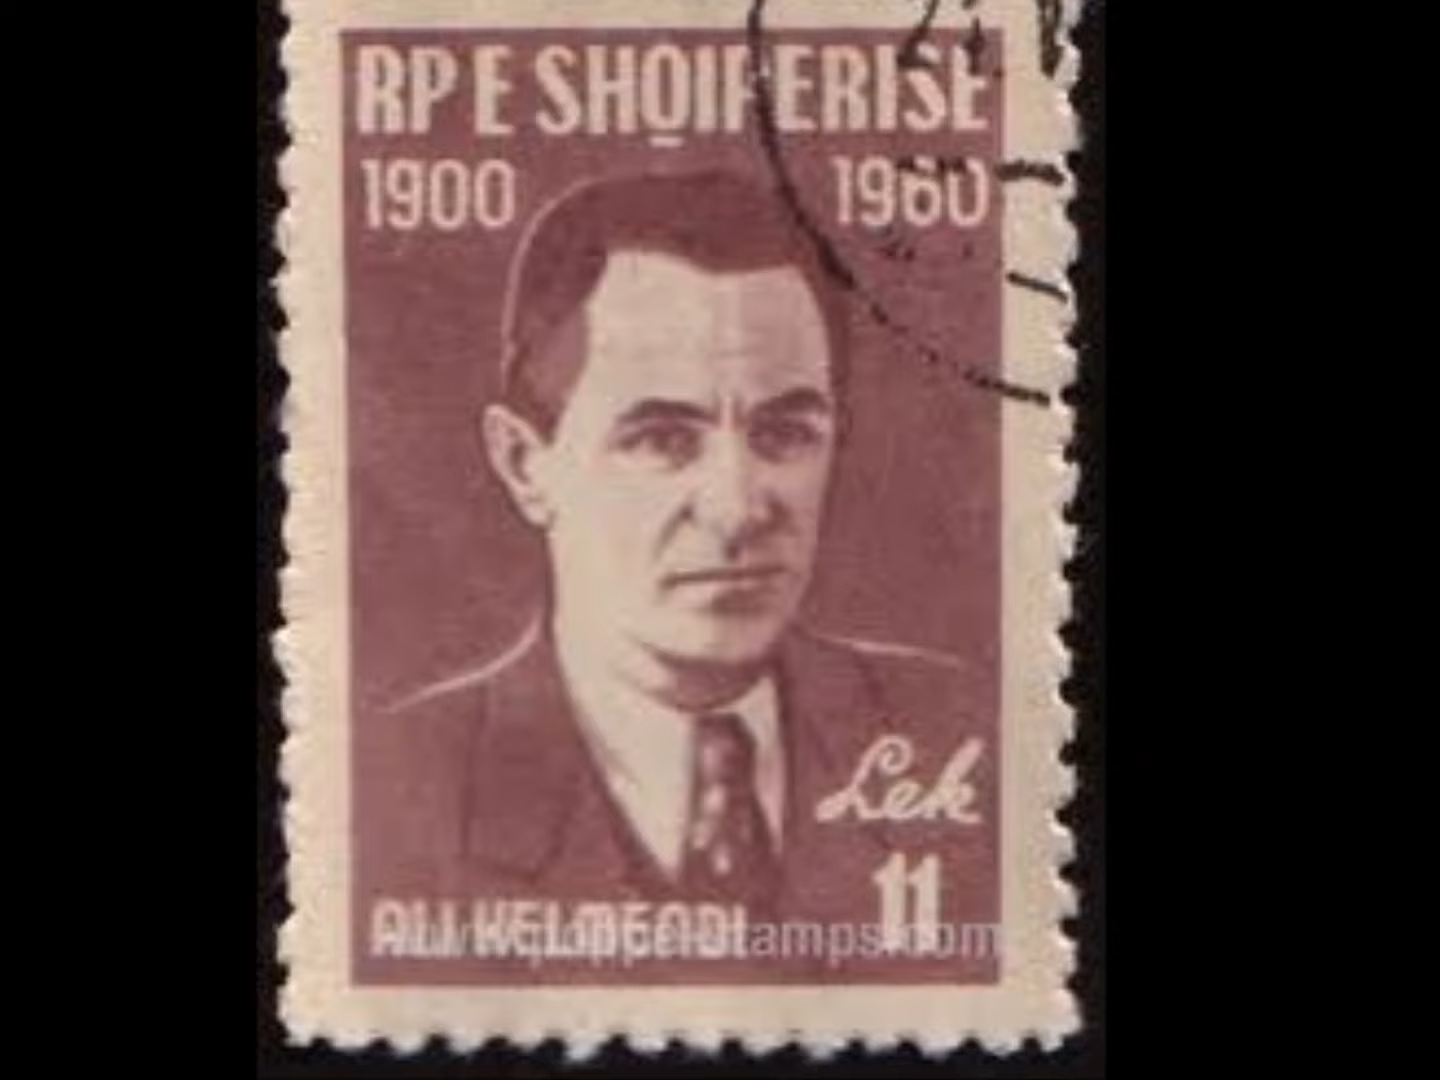 RP E SHQIPERISE
1900 1960
Lek
11
ALI KELMENDI